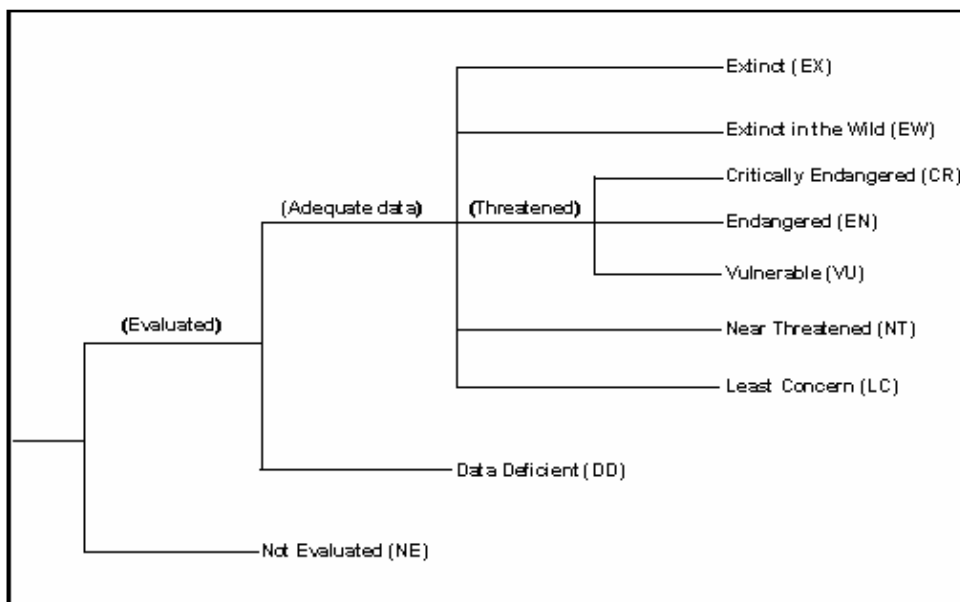 Extinct (EX)
Extinct in the Wild (EW)
Critically Endangered (CR)
(Adequate data)
(Threatened)
Endangered (EN)
Vulnerable (VU)
(Evaluated)
Near Threatened (NT)
Least Concern (LC)
Data Deficient (DD)
Not Evaluated (NE)